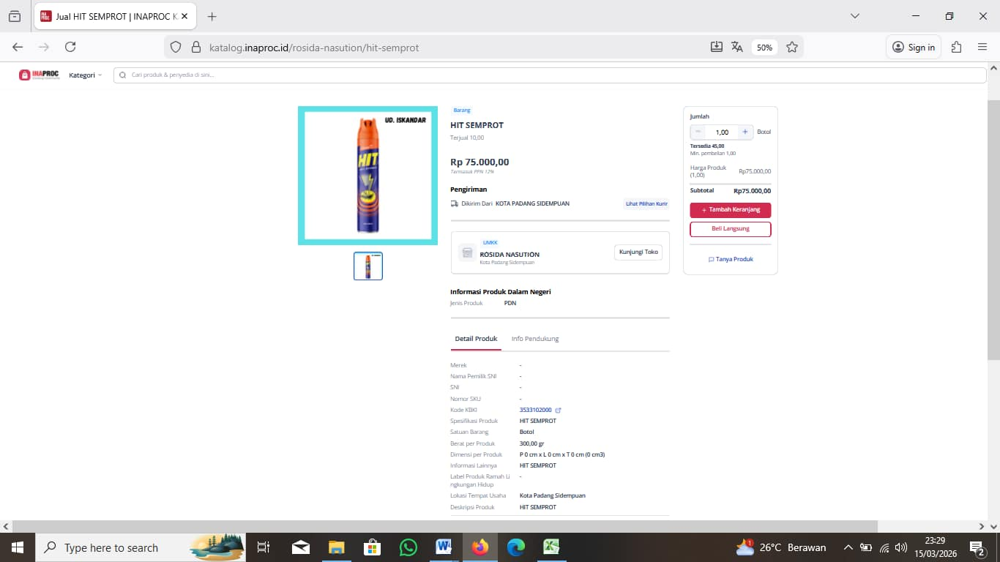 Jual HIT SEMPROT | INAPROC K
katalog.inaproc.id/rosida-nasution/hit-semprot
50%
Sign in
INAPROC
Kategori
Cari produk & penyedia di sini...
UD. ISKANDAR
HIT
Barang
HIT SEMPROT
Terjual 10,00
Rp 75.000,00
Termasuk PPN 12%
Pengiriman
Dikirim Dari KOTA PADANG SIDEMPUAN
Lihat Pilihan Kurir
UMKK
ROSIDA NASUTION
Kota Padang Sidempuan
Kunjungi Toko
Informasi Produk Dalam Negeri
Jenis Produk PDN
Detail Produk Info Pendukung
Merek -
Nama Pemilik SNI -
SNI -
Nomor SKU -
Kode KBKI 3533102000
Spesifikasi Produk HIT SEMPROT
Satuan Barang Botol
Berat per Produk 300,00 gr
Dimensi per Produk P 0 cm x L 0 cm x T 0 cm (0 cm3)
Informasi Lainnya HIT SEMPROT
Label Produk Ramah Li -
ngkungan Hidup
Lokasi Tempat Usaha Kota Padang Sidempuan
Deskripsi Produk HIT SEMPROT
Jumlah
1,00 + Botol
Tersedia 45,00
Min. pembelian 1,00
Harga Produk
(1,00) Rp75.000,00
Subtotal Rp75.000,00
+ Tambah Keranjang
Beli Langsung
Tanya Produk
Type here to search
1
26°C Berawan
23:29
15/03/2026
2